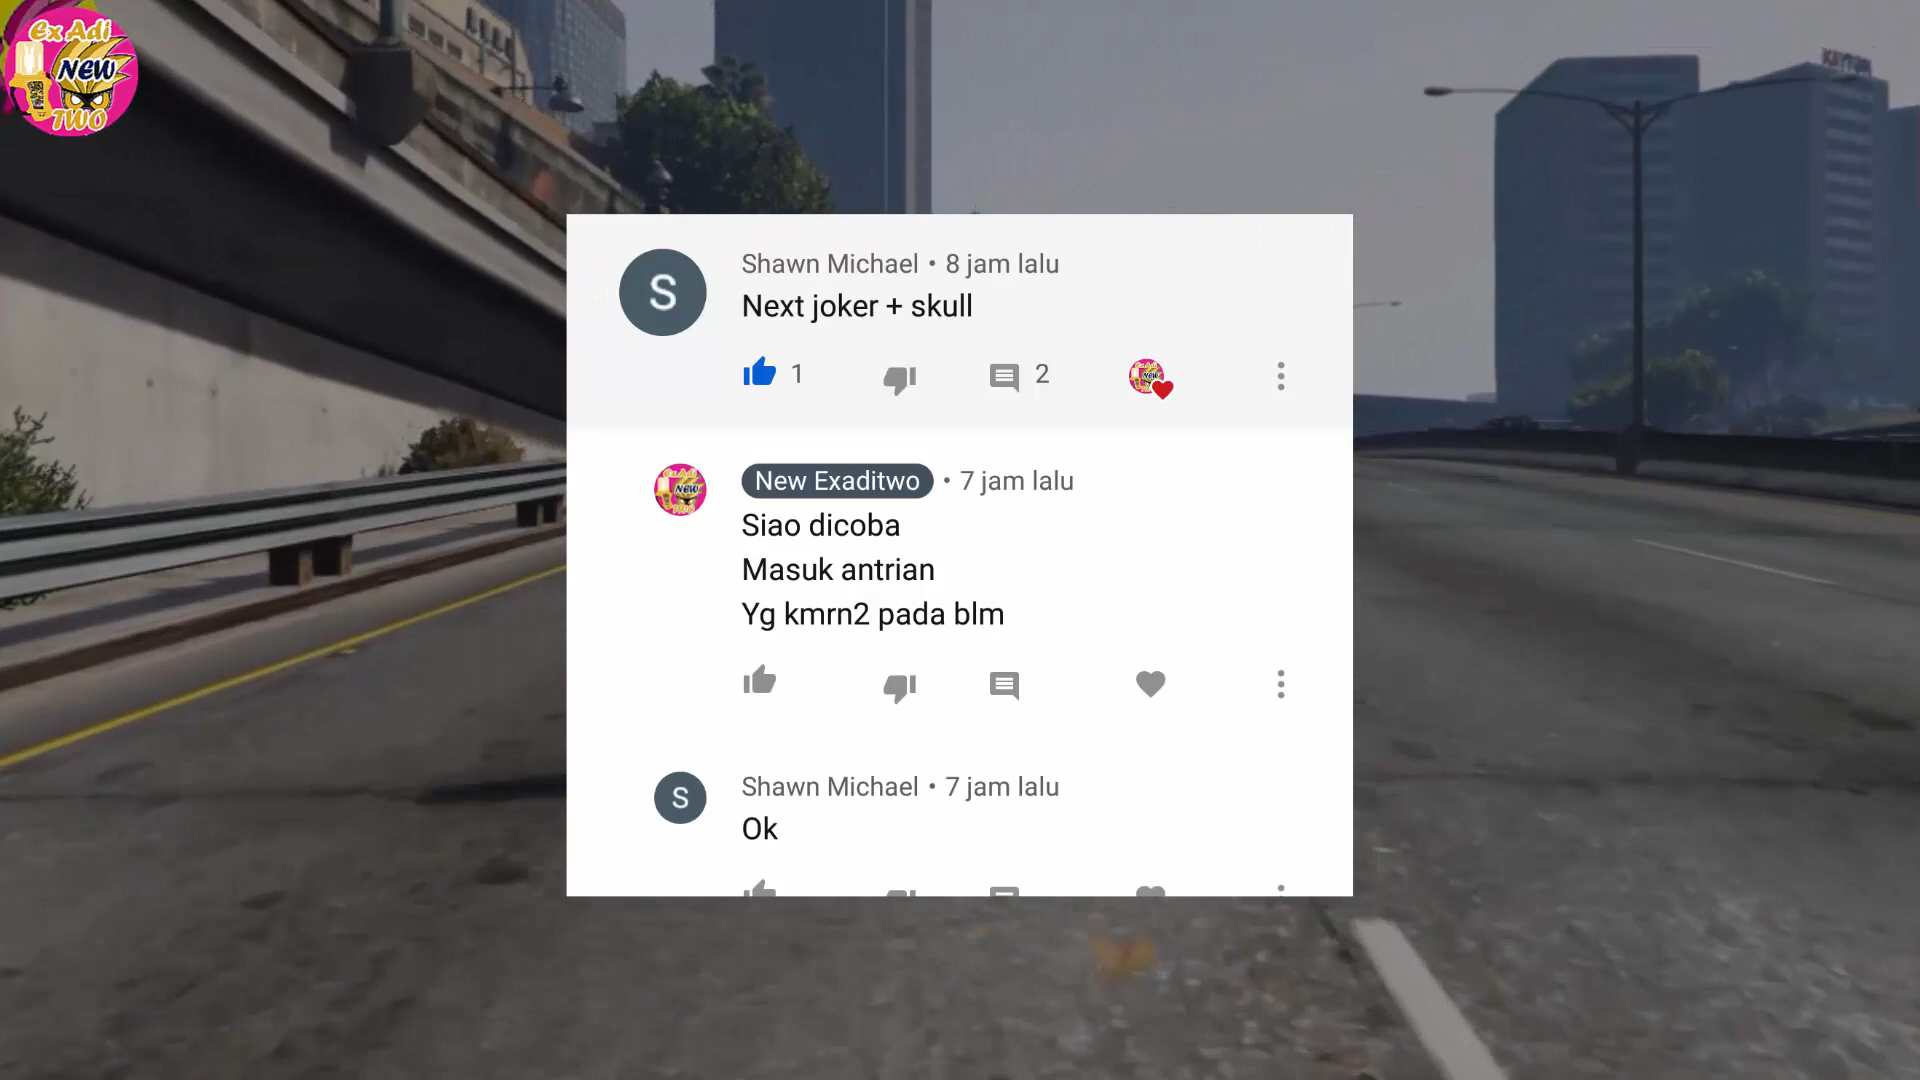 Ex Adi
NEW
TWO
Shawn Michael • 8 jam lalu
S
Next joker + skull
1
2
New Exaditwo • 7 jam lalu
Siao dicoba
Masuk antrian
Yg kmrn2 pada blm
Shawn Michael • 7 jam lalu
S
Ok